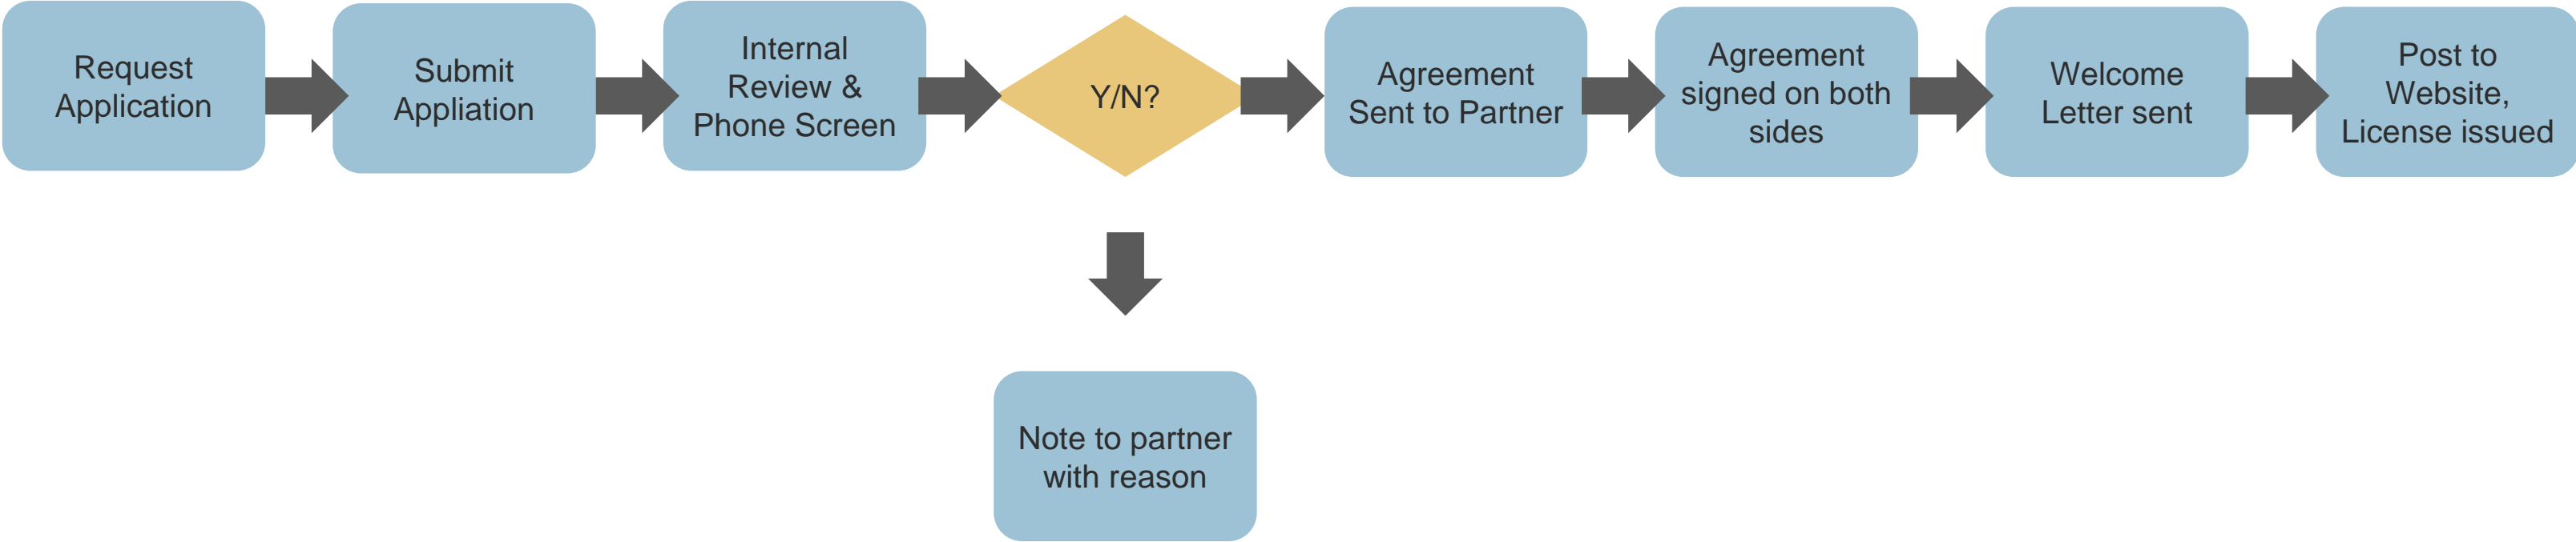 Request
Application
Submit
Appliation
Internal
Review &
Phone Screen
Y/N?
Agreement
Sent to Partner
Agreement
signed on both
sides
Welcome
Letter sent
Post to
Website,
License issued
Note to partner
with reason